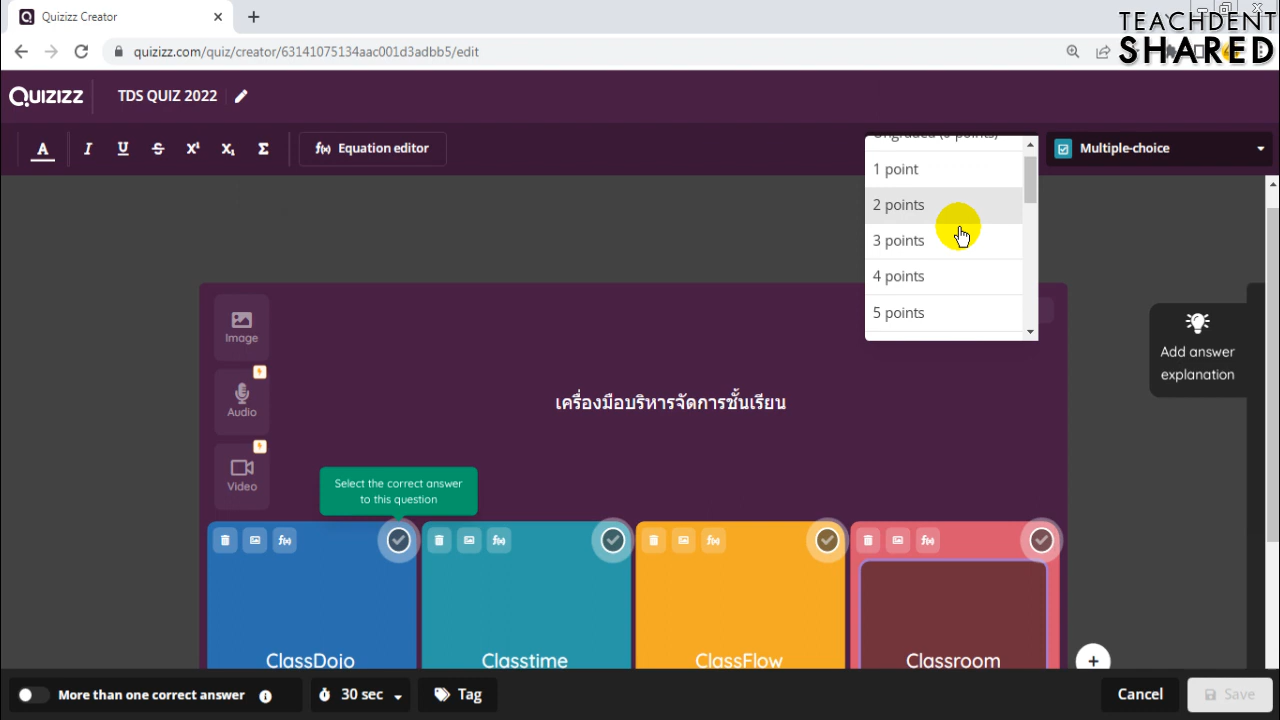 Quizizz Creator
TEACHDENT
SHARED
quizizz.com/quiz/creator/63141075134aac001d3adbb5/edit
QUIZIZZ
TDS QUIZ 2022
A I U S X² X₁ Σ
f(x) Equation editor
Multiple-choice
1 point
2 points
3 points
4 points
5 points
Image
Audio
Video
เครื่องมือบริหารจัดการชั้นเรียน
Add answer
explanation
Select the correct answer
to this question
f(x) f(x) f(x) f(x)
ClassDojo
Classtime
ClassFlow
Classroom
More than one correct answer
30 sec
Tag
Cancel
Save